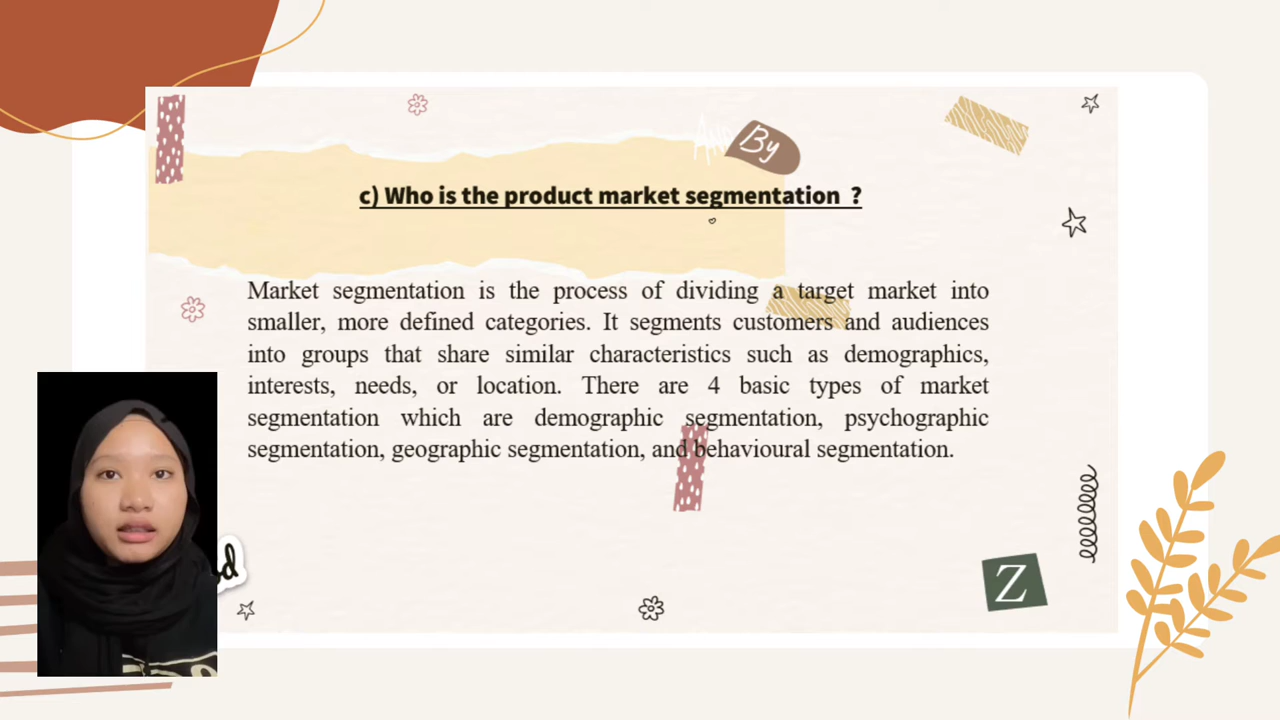 By
c) Who is the product market segmentation ?
Market segmentation is the process of dividing a target market into
smaller, more defined categories. It segments customers and audiences
into groups that share similar characteristics such as demographics,
interests, needs, or location. There are 4 basic types of market
segmentation which are demographic segmentation, psychographic
segmentation, geographic segmentation, and behavioural segmentation.
Z